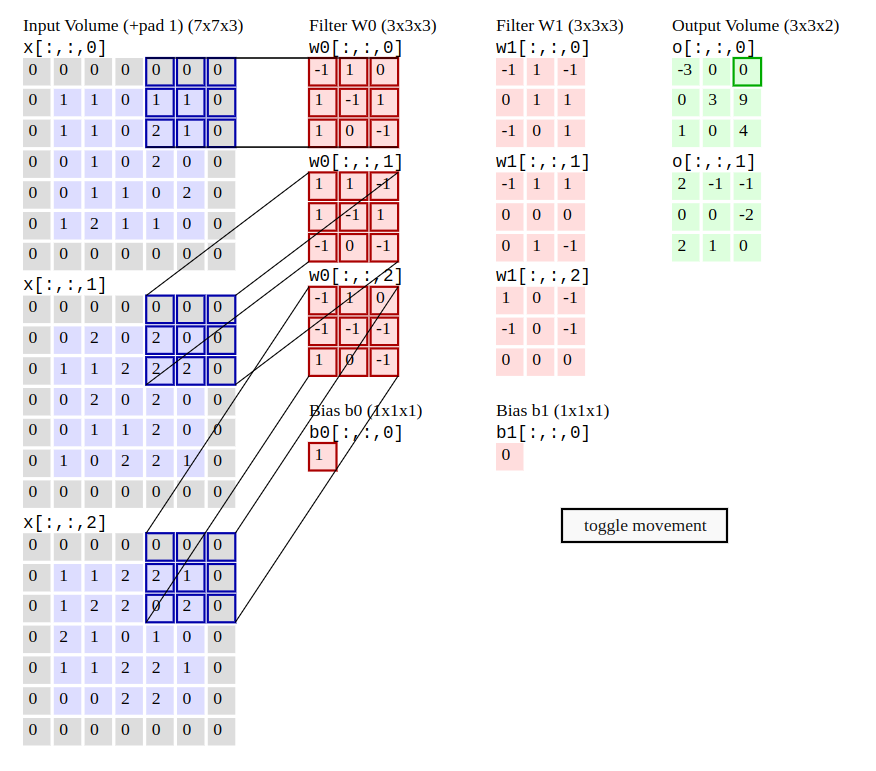 Input Volume (+pad 1) (7x7x3)
x[:,:,0]
0 0 0 0 0 0 0
0 1 1 0 1 1 0
0 1 1 0 2 1 0
0 0 1 0 2 0 0
0 0 1 1 0 2 0
0 1 2 1 1 0 0
0 0 0 0 0 0 0
x[:,:,1]
0 0 0 0 0 0 0
0 0 2 0 2 0 0
0 1 1 2 2 2 0
0 0 2 0 2 0 0
0 0 1 1 2 0 0
0 1 0 2 2 1 0
0 0 0 0 0 0 0
x[:,:,2]
0 0 0 0 0 0 0
0 1 1 2 2 1 0
0 1 2 2 0 2 0
0 2 1 0 1 0 0
0 1 1 2 2 1 0
0 0 0 2 2 0 0
0 0 0 0 0 0 0
Filter W0 (3x3x3)
w0[:,:,0]
-1 1 0
1 -1 1
1 0 -1
w0[:,:,1]
1 1 -1
1 -1 1
-1 0 -1
w0[:,:,2]
-1 1 0
-1 -1 -1
1 0 -1
Bias b0 (1x1x1)
b0[:,:,0]
1
Filter W1 (3x3x3)
w1[:,:,0]
-1 1 -1
0 1 1
-1 0 1
w1[:,:,1]
-1 1 1
0 0 0
0 1 -1
w1[:,:,2]
1 0 -1
-1 0 -1
0 0 0
Bias b1 (1x1x1)
b1[:,:,0]
0
Output Volume (3x3x2)
o[:,:,0]
-3 0 0
0 3 9
1 0 4
o[:,:,1]
2 -1 -1
0 0 -2
2 1 0
toggle movement